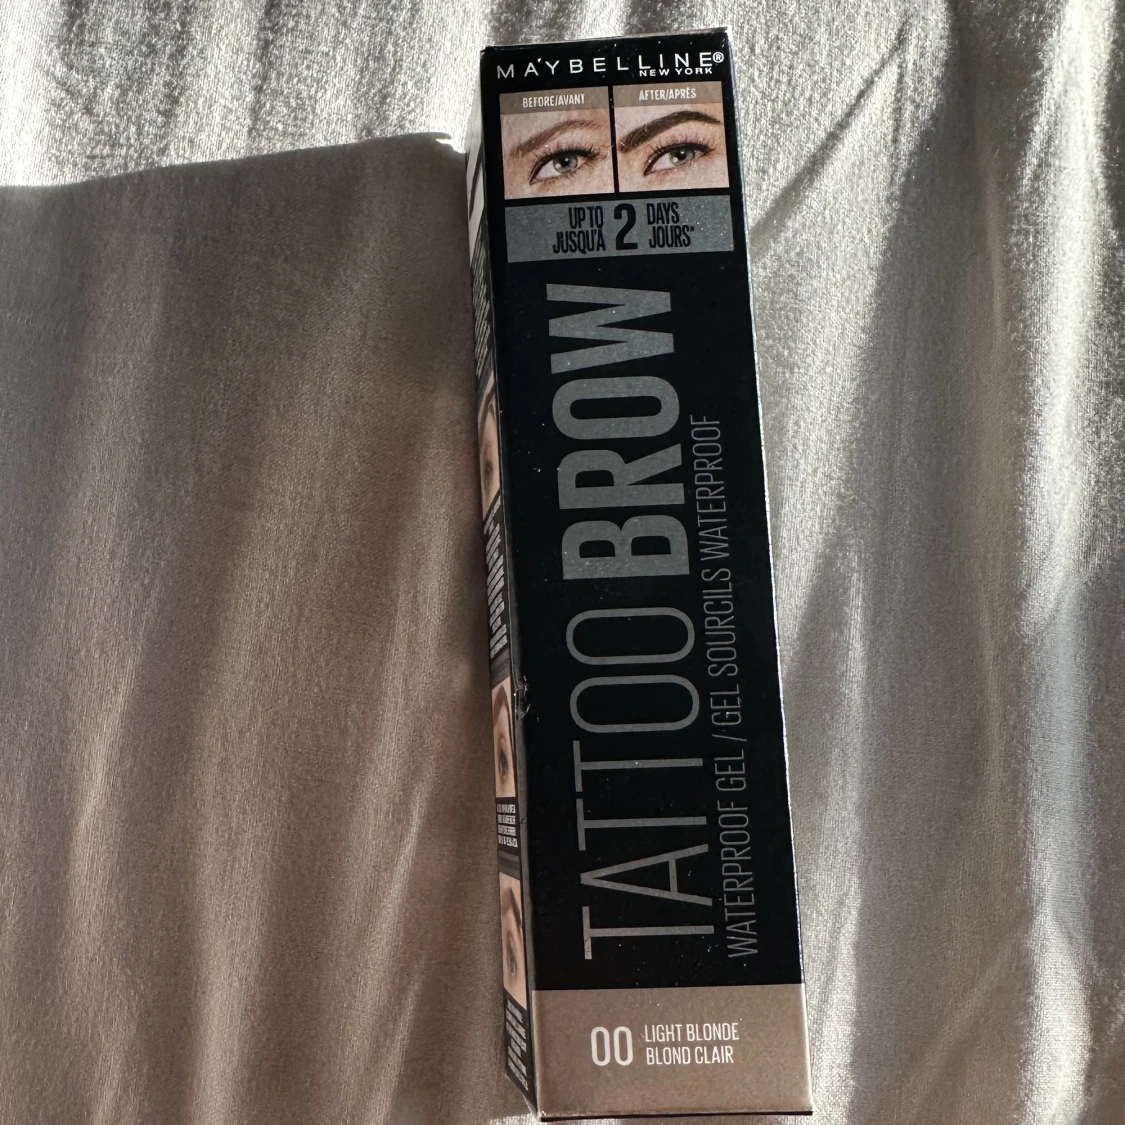 MAYBELLINE®
NEW YORK
BEFORE/AVANT
AFTER/APRÈS
UP TO
JUSQU'À
2
DAYS
JOURS*
TATTOO BROW
WATERPROOF GEL / GEL SOURCILS WATERPROOF
00
LIGHT BLONDE
BLOND CLAIR